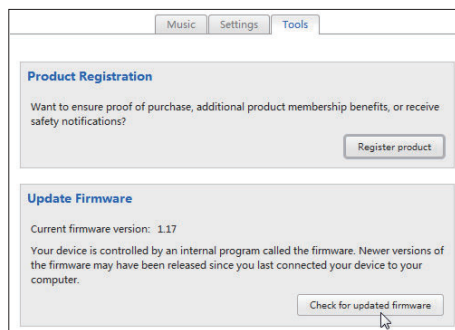 Music Settings Tools
Product Registration
Want to ensure proof of purchase, additional product membership benefits, or receive
safety notifications?
Register product
Update Firmware
Current firmware version: 1.17
Your device is controlled by an internal program called the firmware. Newer versions of
the firmware may have been released since you last connected your device to your
computer.
Check for updated firmware